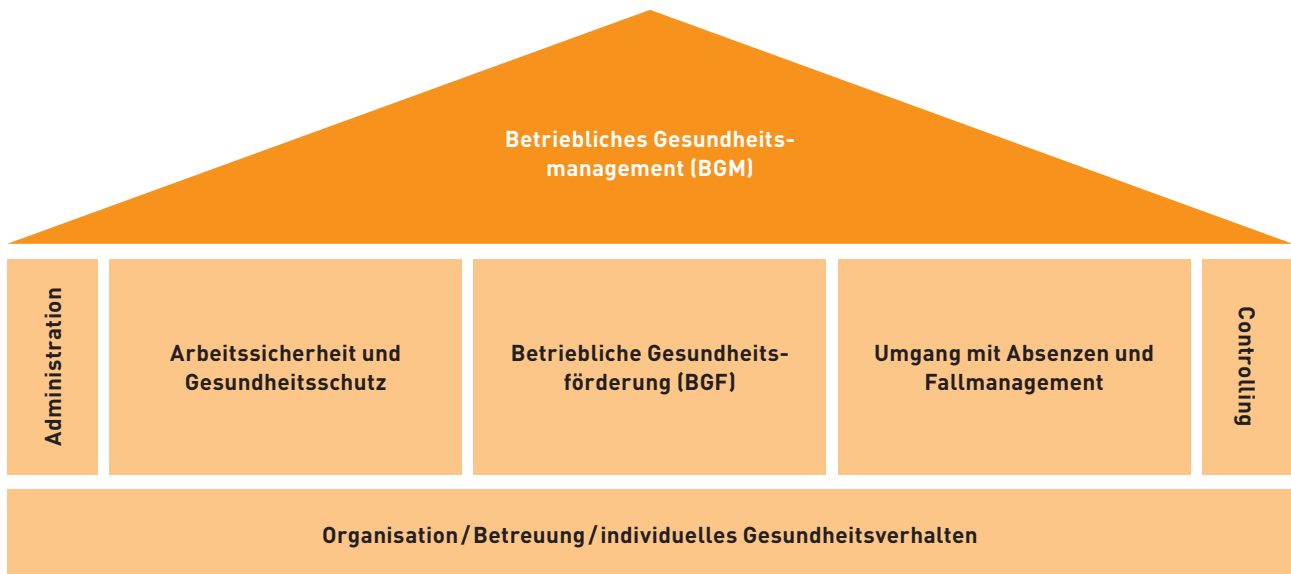 Betriebliches Gesundheits-
management (BGM)
Administration
Arbeitssicherheit und
Gesundheitsschutz
Betriebliche Gesundheits-
förderung (BGF)
Umgang mit Absenzen und
Fallmanagement
Controlling
Organisation/Betreuung/individuelles Gesundheitsverhalten